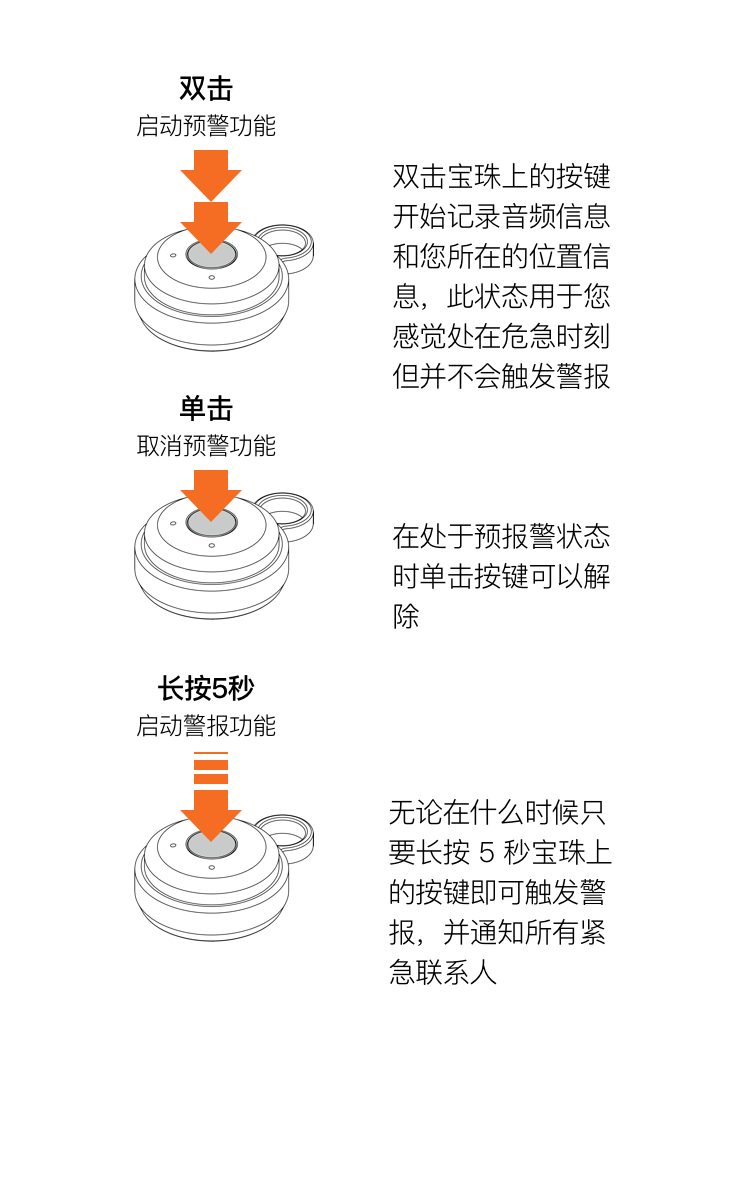 双击
启动预警功能
双击宝珠上的按键
开始记录音频信息
和您所在的位置信
息，此状态用于您
感觉处在危急时刻
但并不会触发警报
单击
取消预警功能
在处于预报警状态
时单击按键可以解
除
长按5秒
启动警报功能
无论在什么时候只
要长按 5 秒宝珠上
的按键即可触发警
报，并通知所有紧
急联系人